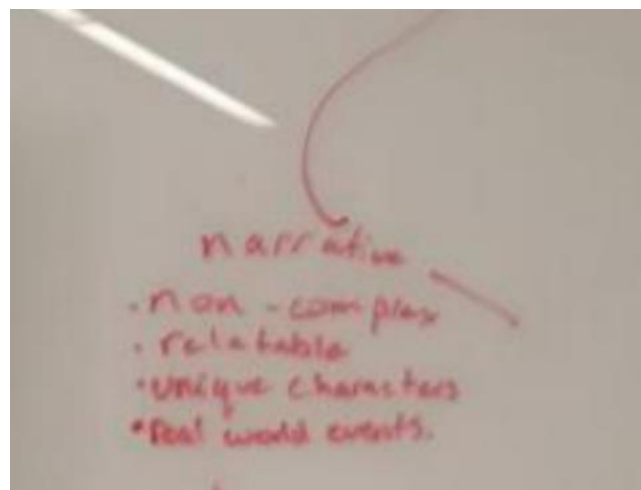 narrative
· non-complex
· relatable
· unique characters
· Real world events.